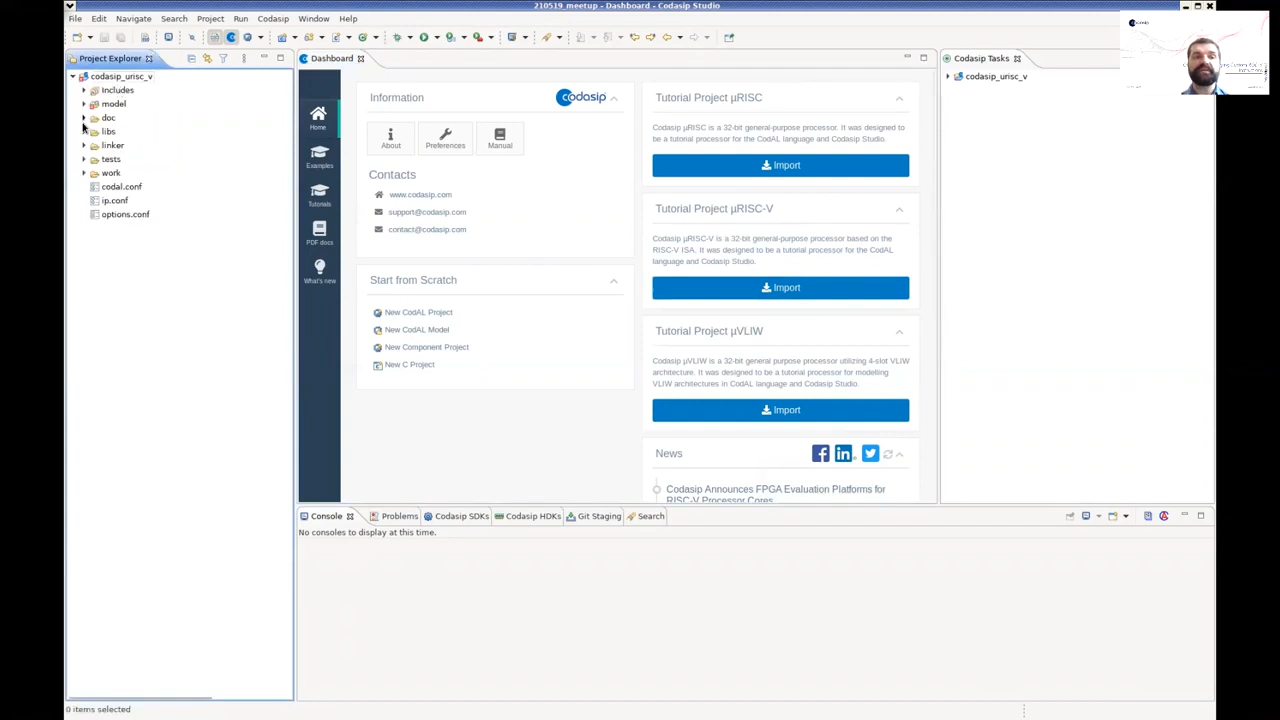 210519_meetup - Dashboard - Codasip Studio
File Edit Navigate Search Project Run Codasip Window Help
Project Explorer
codasip_urisc_v
Includes
model
doc
libs
linker
tests
work
codal.conf
ip.conf
options.conf
Dashboard
Home
Examples
Tutorials
PDF docs
What's new
Information
codasip
About
Preferences
Manual
Contacts
www.codasip.com
support@codasip.com
contact@codasip.com
Start from Scratch
New CodAL Project
New CodAL Model
New Component Project
New C Project
Tutorial Project µRISC
Codasip µRISC is a 32-bit general-purpose processor. It was designed to
be a tutorial processor for the CodAL language and Codasip Studio.
Import
Tutorial Project µRISC-V
Codasip µRISC-V is a 32-bit general-purpose processor based on the
RISC-V ISA. It was designed to be a tutorial processor for the CodAL
language and Codasip Studio.
Import
Tutorial Project µVLIW
Codasip µVLIW is a 32-bit general purpose processor utilizing 4-slot VLIW
architecture. It was designed to be a tutorial processor for modelling
VLIW architectures in CodAL language and Codasip Studio.
Import
News
Codasip Announces FPGA Evaluation Platforms for
RISC-V Processor Cores
Codasip Tasks
codasip_urisc_v
Console Problems Codasip SDKs Codasip HDKs Git Staging Search
No consoles to display at this time.
0 items selected